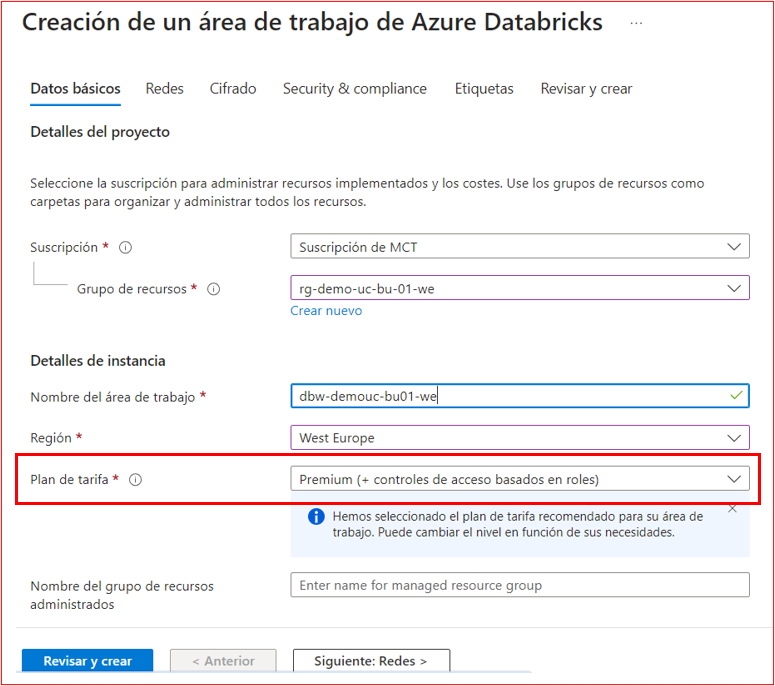 Creación de un área de trabajo de Azure Databricks ...
Datos básicos Redes Cifrado Security & compliance Etiquetas Revisar y crear
Detalles del proyecto
Seleccione la suscripción para administrar recursos implementados y los costes. Use los grupos de recursos como
carpetas para organizar y administrar todos los recursos.
Suscripción * Suscripción de MCT
Grupo de recursos * rg-demo-uc-bu-01-we
Crear nuevo
Detalles de instancia
Nombre del área de trabajo * dbw-demouc-bu01-we
Región * West Europe
Plan de tarifa * Premium (+ controles de acceso basados en roles)
Hemos seleccionado el plan de tarifa recomendado para su área de
trabajo. Puede cambiar el nivel en función de sus necesidades.
Nombre del grupo de recursos
administrados
Enter name for managed resource group
Revisar y crear < Anterior Siguiente: Redes >